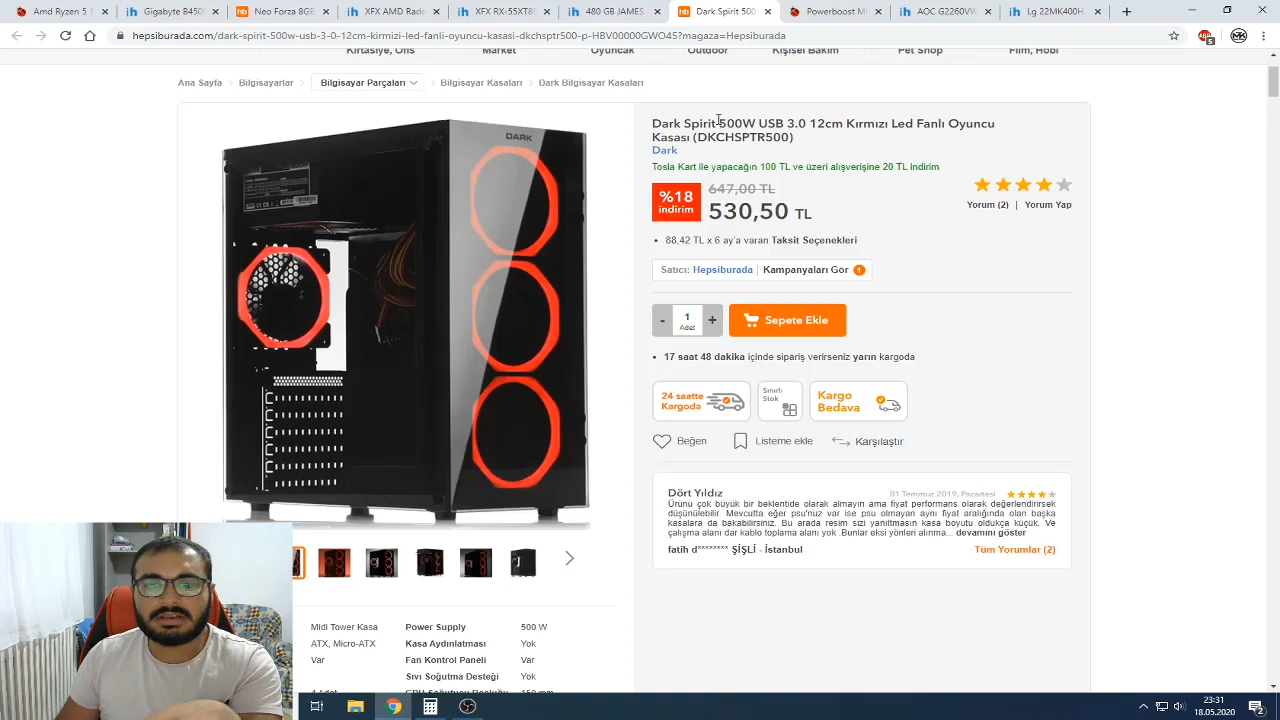 Amd Ryzen 5 1
Gigabyte B450
Neo Forza 8GB
XFX AMD Rade
XFX RX-55XT8
480 GB JAMES
Dark Spirit 500
Powerboost M
AOC G2260VW
Lg 22MK400H
hepsiburada.com/dark-spirit-500w-usb-3-0-12cm-kirmizi-led-fanli-oyuncu-kasasi-dkchsptr500-p-HBV00000GWO45?magaza=Hepsiburada
Kırtasiye, Ofis Market Oyuncak Outdoor Kişisel Bakım Pet Shop Film, Hobi
Ana Sayfa Bilgisayarlar Bilgisayar Parçaları Bilgisayar Kasaları Dark Bilgisayar Kasaları
DARK
Dark Spirit 500W USB 3.0 12cm Kırmızı Led Fanlı Oyuncu
Kasası (DKCHSPTR500)
Dark
Tosla Kart ile yapacağın 100 TL ve üzeri alışverişine 20 TL indirim
%18
indirim
647,00 TL
530,50 TL
Yorum (2) | Yorum Yap
88.42 TL x 6 ay'a varan Taksit Seçenekleri
Satıcı: Hepsiburada Kampanyaları Gör 1
- 1 +
Adet
Sepete Ekle
17 saat 48 dakika içinde sipariş verirseniz yarın kargoda
24 saatte
Kargoda
Sınırlı
Stok
Kargo
Bedava
Beğen Listeme ekle Karşılaştır
Dört Yıldız 01 Temmuz 2019, Pazartesi
Ürünü çok büyük bir beklentide olarak almayın ama fiyat performans olarak değerlendirirsek
düşünülebilir. Mevcutta eğer psu'nuz var ise psu olmayan aynı fiyat aralığında olan başka
kasalara da bakabilirsiniz. Bu arada resim sizi yanıltmasın kasa boyutu oldukça küçük. Ve
çalışma alanı dar kablo toplama alanı yok .Bunlar eksi yönleri alınma... devamını göster
fatih d******** ŞİŞLİ - İstanbul Tüm Yorumlar (2)
Midi Tower Kasa Power Supply 500 W
ATX, Micro-ATX Kasa Aydınlatması Yok
Var Fan Kontrol Paneli Var
Sıvı Soğutma Desteği Yok
4 Adet GPU Soğutucu Boşluğu 150 mm
23:31
18.05.2020
2